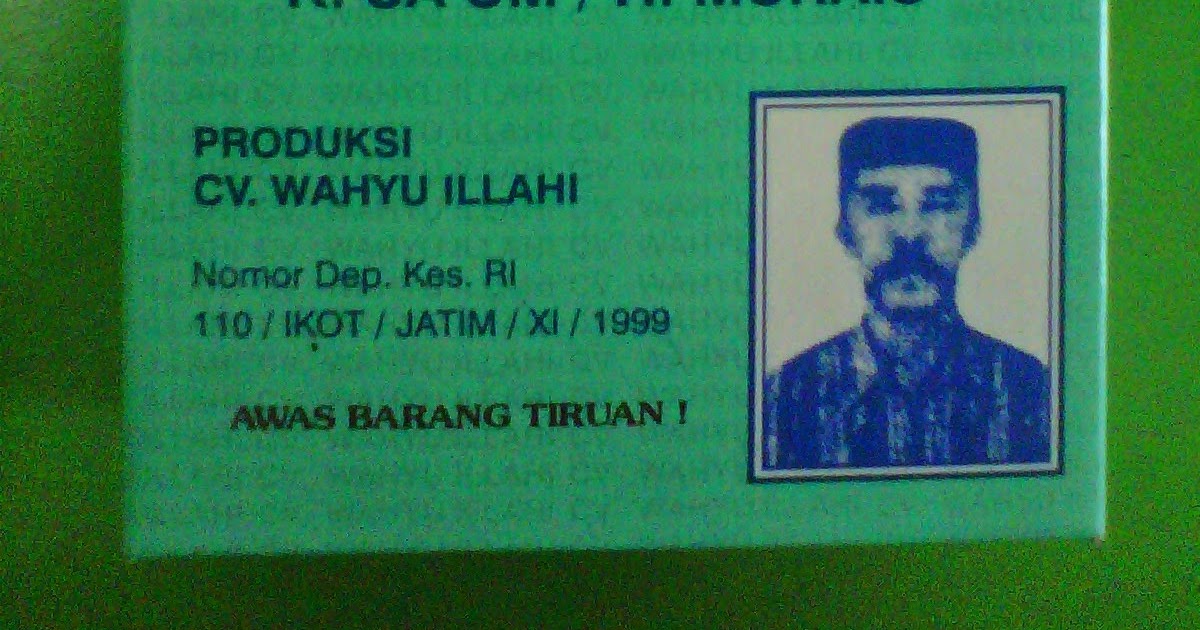 PRODUKSI
CV. WAHYU ILLAHI
Nomor Dep. Kes. RI
110 / IKOT / JATIM / XI / 1999
AWAS BARANG TIRUAN !